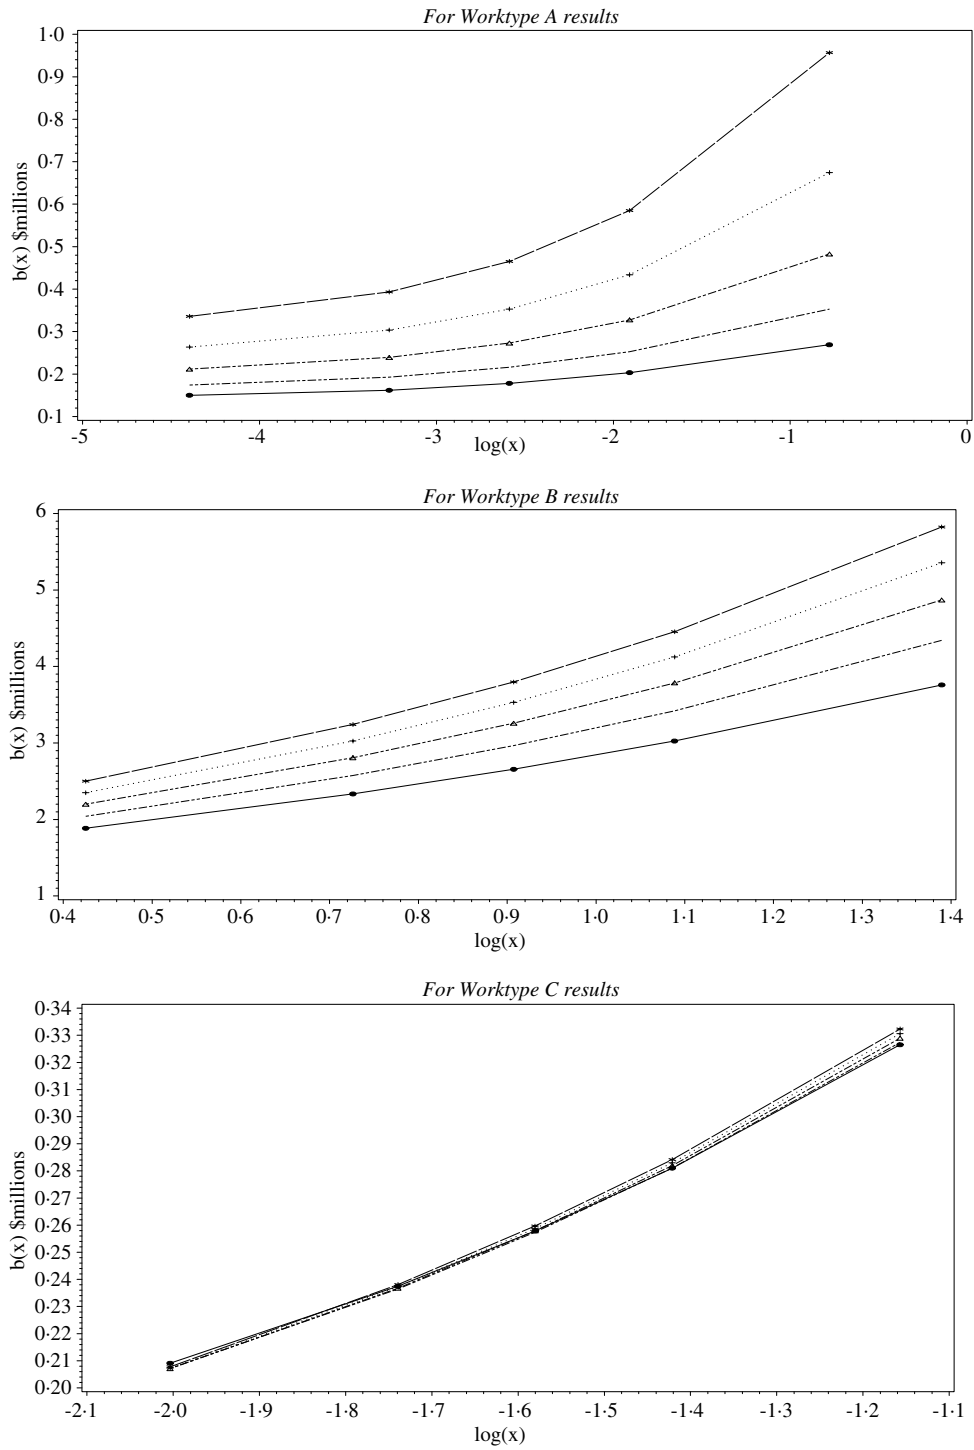 For Worktype A results
1·0
0·9
0·8
0·7
0·6
0·5
0·4
0·3
0·2
0·1
b(x) $millions
-5 -4 -3 -2 -1 0
log(x)
For Worktype B results
6
5
4
3
2
1
b(x) $millions
0·4 0·5 0·6 0·7 0·8 0·9 1·0 1·1 1·2 1·3 1·4
log(x)
For Worktype C results
0·34
0·33
0·32
0·31
0·30
0·29
0·28
0·27
0·26
0·25
0·24
0·23
0·22
0·21
0·20
b(x) $millions
-2·1 -2·0 -1·9 -1·8 -1·7 -1·6 -1·5 -1·4 -1·3 -1·2 -1·1
log(x)